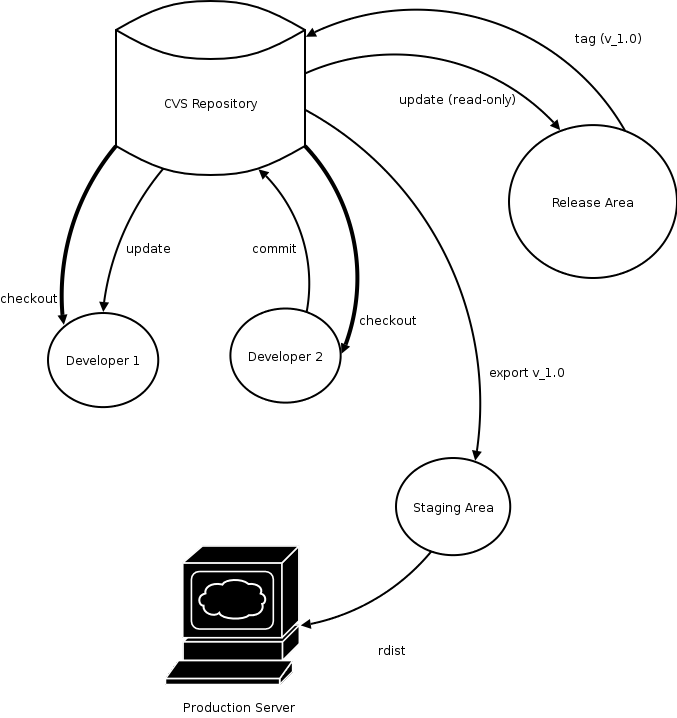 tag (v_1.0)
CVS Repository
update (read-only)
Release Area
update
commit
checkout
checkout
Developer 1
Developer 2
export v_1.0
Staging Area
rdist
Production Server